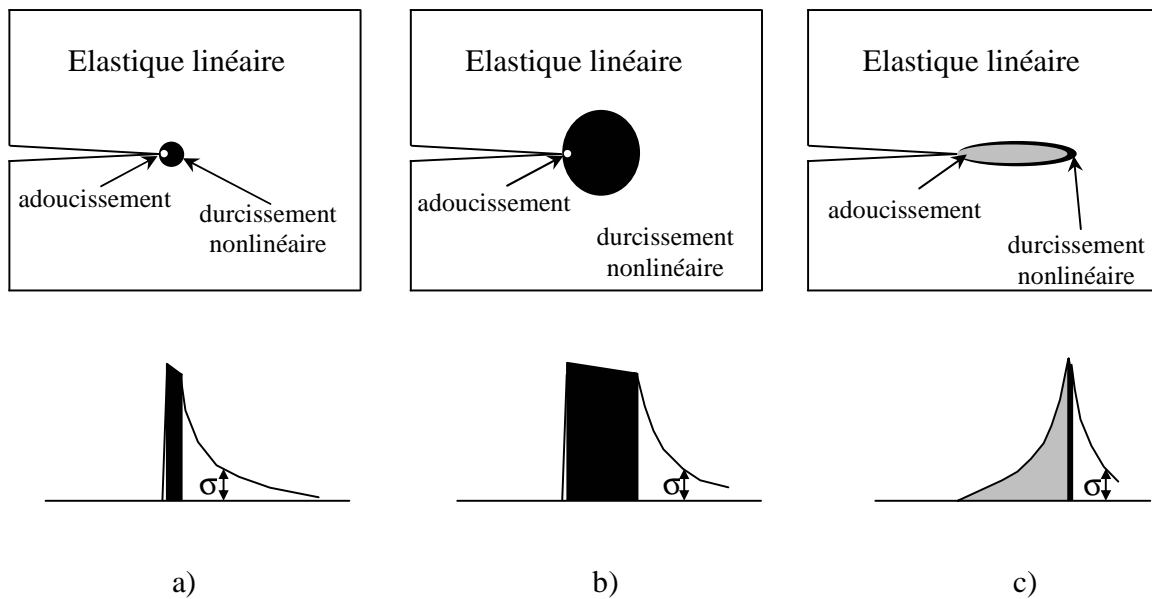 Elastique linéaire
adoucissement
durcissement
nonlinéaire
σ
a)
Elastique linéaire
adoucissement
durcissement
nonlinéaire
σ
b)
Elastique linéaire
adoucissement
durcissement
nonlinéaire
σ
c)